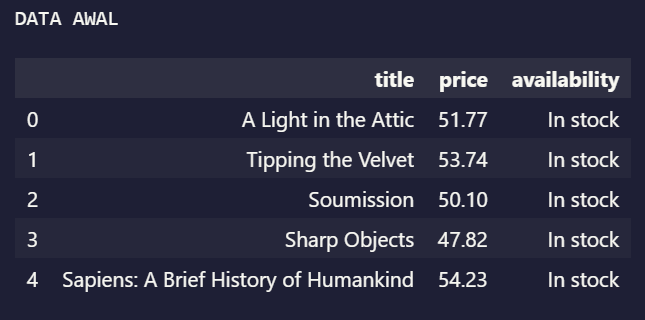 DATA AWAL
title price availability
0 A Light in the Attic 51.77 In stock
1 Tipping the Velvet 53.74 In stock
2 Soumission 50.10 In stock
3 Sharp Objects 47.82 In stock
4 Sapiens: A Brief History of Humankind 54.23 In stock